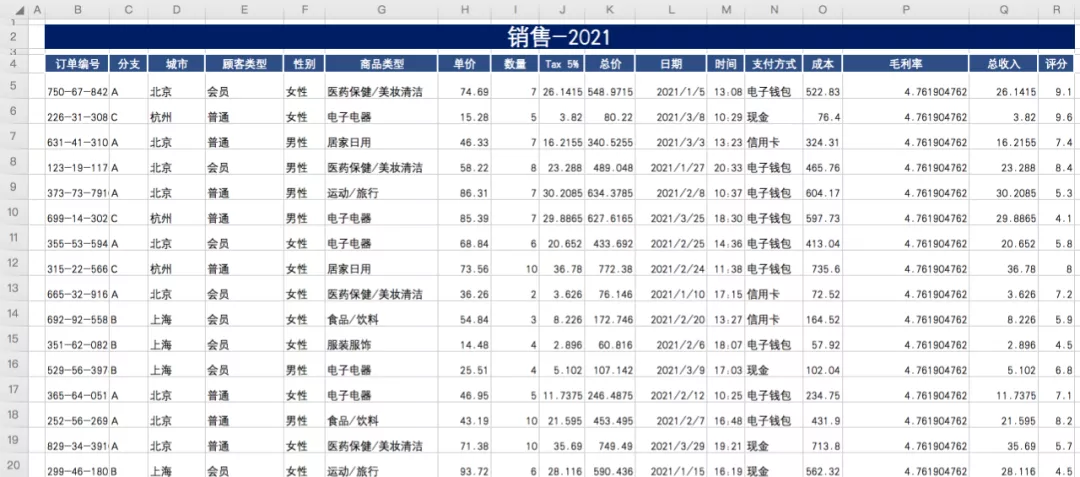 A B C D E F G H I J K L M N O P Q R
1
2 销售-2021
3
4 订单编号 分支 城市 顾客类型 性别 商品类型 单价 数量 Tax 5% 总价 日期 时间 支付方式 成本 毛利率 总收入 评分
5 750-67-842 A 北京 会员 女性 医药保健/美妆清洁 74.69 7 26.1415 548.9715 2021/1/5 13:08 电子钱包 522.83 4.761904762 26.1415 9.1
6 226-31-308 C 杭州 普通 女性 电子电器 15.28 5 3.82 80.22 2021/3/8 10:29 现金 76.4 4.761904762 3.82 9.6
7 631-41-310 A 北京 普通 男性 居家日用 46.33 7 16.2155 340.5255 2021/3/3 13:23 信用卡 324.31 4.761904762 16.2155 7.4
8 123-19-117 A 北京 会员 男性 医药保健/美妆清洁 58.22 8 23.288 489.048 2021/1/27 20:33 电子钱包 465.76 4.761904762 23.288 8.4
9 373-73-791 A 北京 普通 男性 运动/旅行 86.31 7 30.2085 634.3785 2021/2/8 10:37 电子钱包 604.17 4.761904762 30.2085 5.3
10 699-14-302 C 杭州 普通 男性 电子电器 85.39 7 29.8865 627.6165 2021/3/25 18:30 电子钱包 597.73 4.761904762 29.8865 4.1
11 355-53-594 A 北京 会员 女性 电子电器 68.84 6 20.652 433.692 2021/2/25 14:36 电子钱包 413.04 4.761904762 20.652 5.8
12 315-22-566 C 杭州 普通 女性 居家日用 73.56 10 36.78 772.38 2021/2/24 11:38 电子钱包 735.6 4.761904762 36.78 8
13 665-32-916 A 北京 会员 女性 医药保健/美妆清洁 36.26 2 3.626 76.146 2021/1/10 17:15 信用卡 72.52 4.761904762 3.626 7.2
14 692-92-558 B 上海 会员 女性 食品/饮料 54.84 3 8.226 172.746 2021/2/20 13:27 信用卡 164.52 4.761904762 8.226 5.9
15 351-62-082 B 上海 会员 女性 服装服饰 14.48 4 2.896 60.816 2021/2/6 18:07 电子钱包 57.92 4.761904762 2.896 4.5
16 529-56-397 B 上海 会员 男性 电子电器 25.51 4 5.102 107.142 2021/3/9 17:03 现金 102.04 4.761904762 5.102 6.8
17 365-64-051 A 北京 普通 女性 电子电器 46.95 5 11.7375 246.4875 2021/2/12 10:25 电子钱包 234.75 4.761904762 11.7375 7.1
18 252-56-269 A 北京 普通 男性 食品/饮料 43.19 10 21.595 453.495 2021/2/7 16:48 电子钱包 431.9 4.761904762 21.595 8.2
19 829-34-391 A 北京 普通 女性 医药保健/美妆清洁 71.38 10 35.69 749.49 2021/3/29 19:21 现金 713.8 4.761904762 35.69 5.7
20 299-46-180 B 上海 会员 女性 运动/旅行 93.72 6 28.116 590.436 2021/1/15 16:19 现金 562.32 4.761904762 28.116 4.5